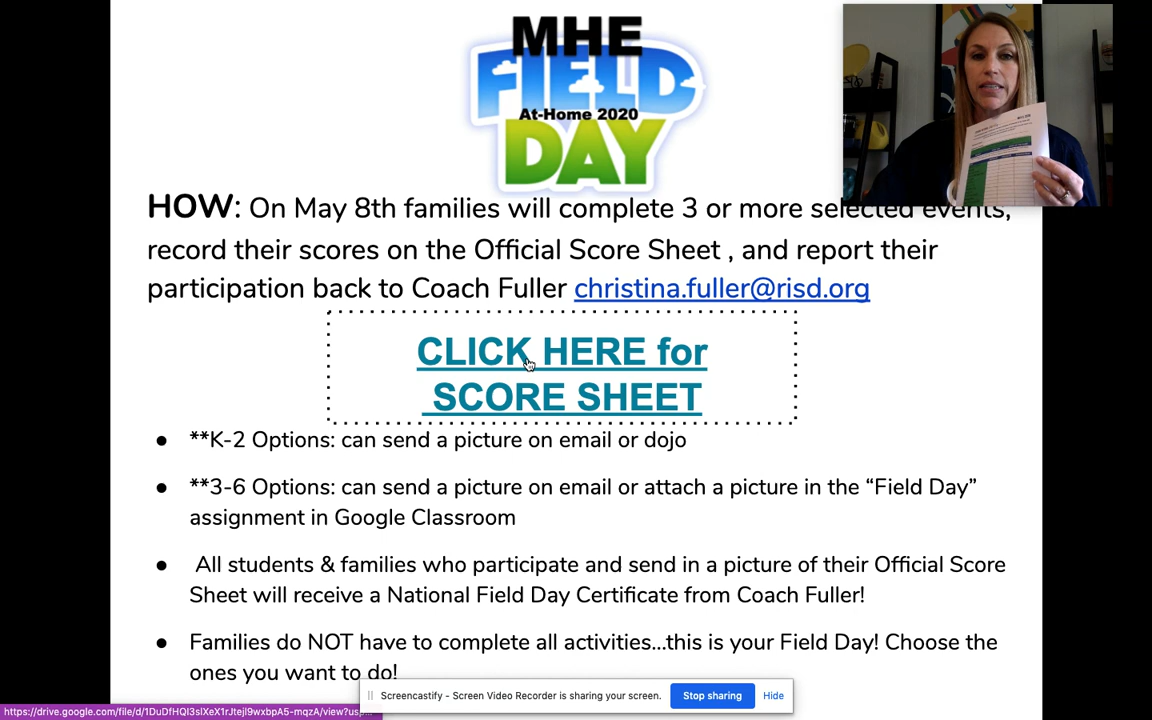 MHE
FIELD
At-Home 2020
DAY
HOW: On May 8th families will complete 3 or more selected events,
record their scores on the Official Score Sheet , and report their
participation back to Coach Fuller christina.fuller@risd.org
CLICK HERE for
SCORE SHEET
● **K-2 Options: can send a picture on email or dojo
● **3-6 Options: can send a picture on email or attach a picture in the “Field Day”
assignment in Google Classroom
● All students & families who participate and send in a picture of their Official Score
Sheet will receive a National Field Day Certificate from Coach Fuller!
● Families do NOT have to complete all activities...this is your Field Day! Choose the
ones you want to do!
Screencastify - Screen Video Recorder is sharing your screen. Stop sharing Hide